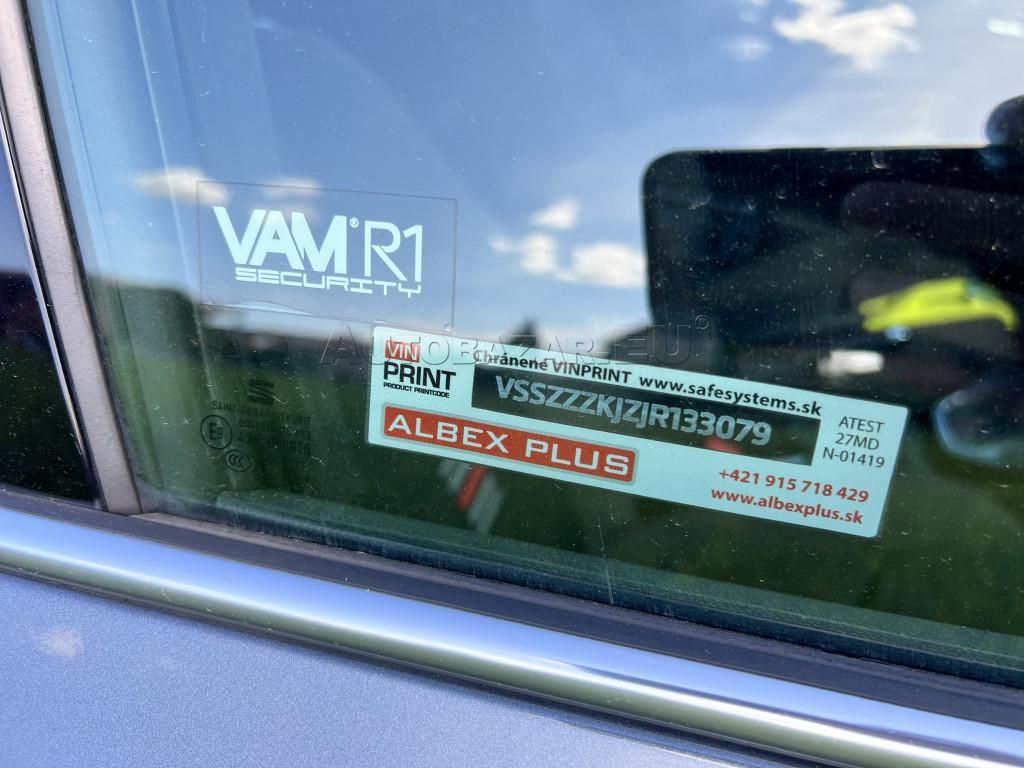 VAM® R1
SECURITY
AUTOBAZAR.EU®
VIN
PRINT
PRODUCT PRINTCODE
Chránené VINPRINT www.safesystems.sk
VSSZZZKJZJR133079
ATEST
27MD
N-01419
ALBEX PLUS
+421 915 718 429
www.albexplus.sk
CCC